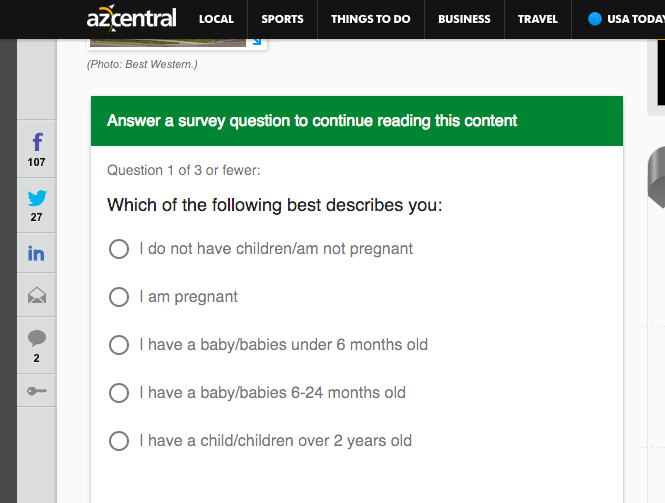 azcentral LOCAL SPORTS THINGS TO DO BUSINESS TRAVEL USA TODAY
(Photo: Best Western.)
Answer a survey question to continue reading this content
Question 1 of 3 or fewer:
Which of the following best describes you:
I do not have children/am not pregnant
I am pregnant
I have a baby/babies under 6 months old
I have a baby/babies 6-24 months old
I have a child/children over 2 years old
f
107
27
in
2